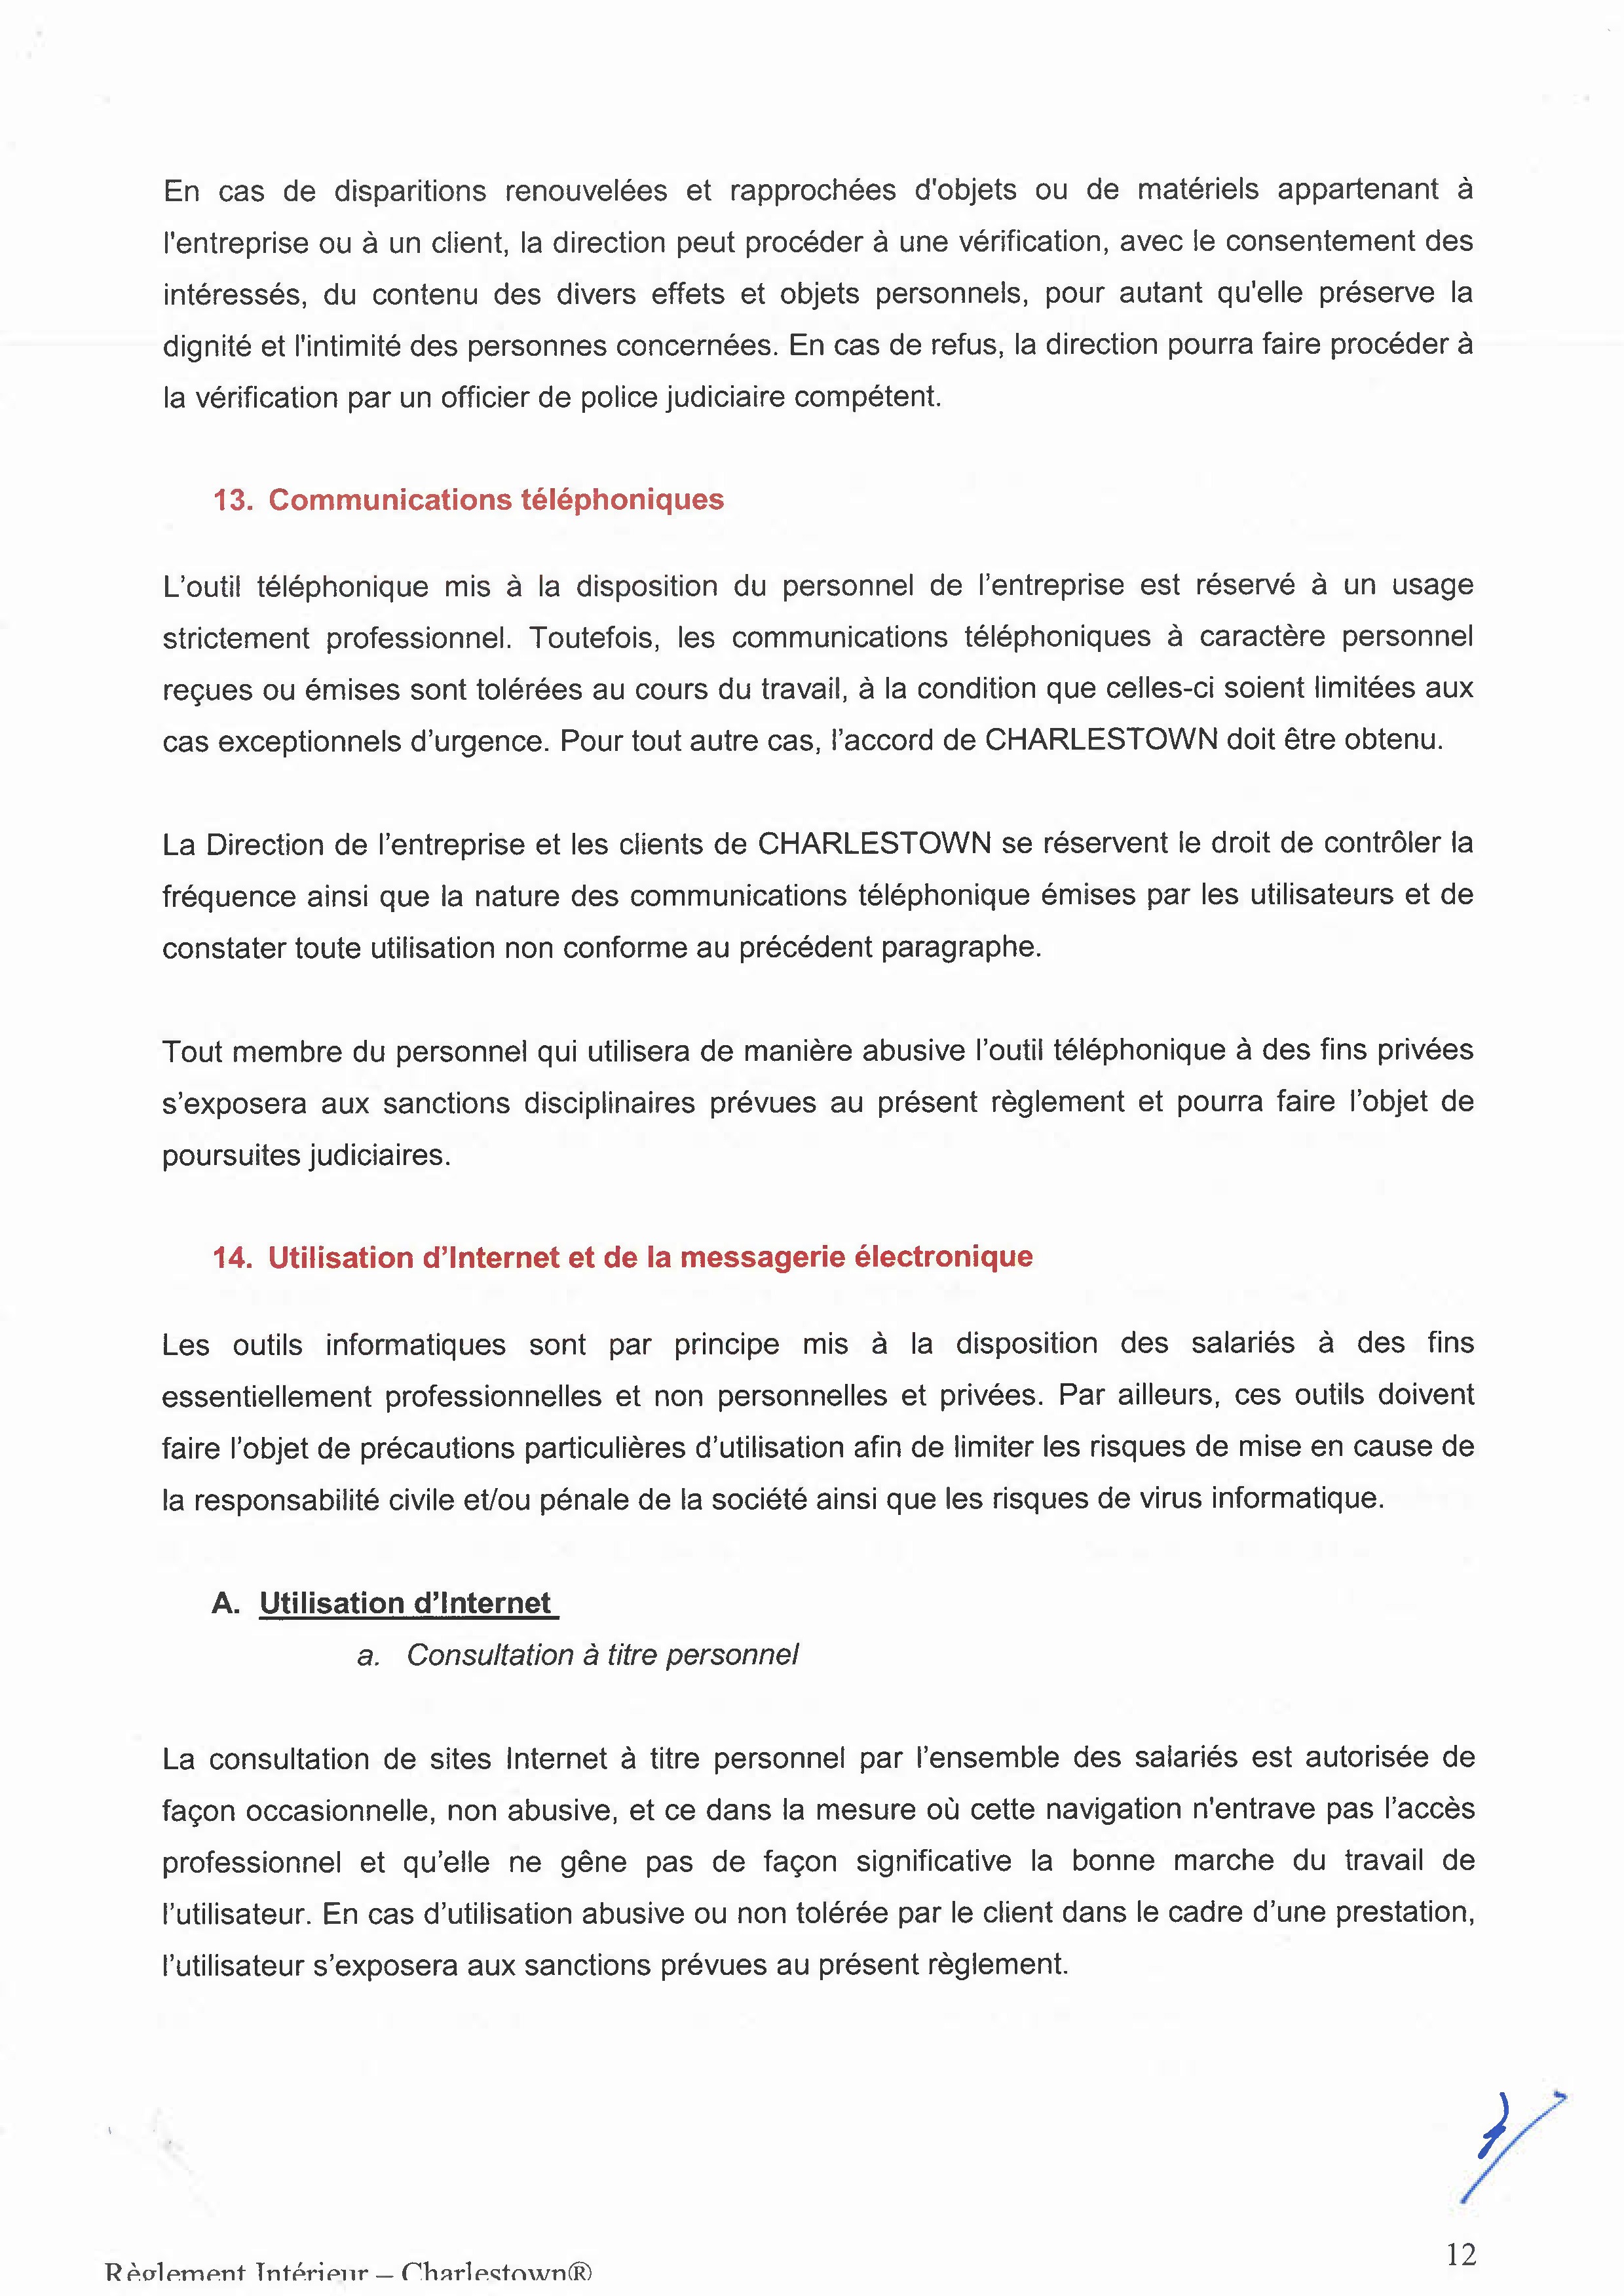 En cas de disparitions renouvelées et rapprochées d'objets ou de matériels appartenant à
l'entreprise ou à un client, la direction peut procéder à une vérification, avec le consentement des
intéressés, du contenu des divers effets et objets personnels, pour autant qu'elle préserve la
dignité et l'intimité des personnes concernées. En cas de refus, la direction pourra faire procéder à
la vérification par un officier de police judiciaire compétent.
13. Communications téléphoniques
L’outil téléphonique mis à la disposition du personnel de l’entreprise est réservé à un usage
strictement professionnel. Toutefois, les communications téléphoniques à caractère personnel
reçues ou émises sont tolérées au cours du travail, à la condition que celles-ci soient limitées aux
cas exceptionnels d’urgence. Pour tout autre cas, l’accord de CHARLESTOWN doit être obtenu.
La Direction de l’entreprise et les clients de CHARLESTOWN se réservent le droit de contrôler la
fréquence ainsi que la nature des communications téléphonique émises par les utilisateurs et de
constater toute utilisation non conforme au précédent paragraphe.
Tout membre du personnel qui utilisera de manière abusive l’outil téléphonique à des fins privées
s’exposera aux sanctions disciplinaires prévues au présent règlement et pourra faire l’objet de
poursuites judiciaires.
14. Utilisation d’Internet et de la messagerie électronique
Les outils informatiques sont par principe mis à la disposition des salariés à des fins
essentiellement professionnelles et non personnelles et privées. Par ailleurs, ces outils doivent
faire l’objet de précautions particulières d’utilisation afin de limiter les risques de mise en cause de
la responsabilité civile et/ou pénale de la société ainsi que les risques de virus informatique.
A. Utilisation d’Internet
a. Consultation à titre personnel
La consultation de sites Internet à titre personnel par l’ensemble des salariés est autorisée de
façon occasionnelle, non abusive, et ce dans la mesure où cette navigation n'entrave pas l’accès
professionnel et qu’elle ne gêne pas de façon significative la bonne marche du travail de
l’utilisateur. En cas d’utilisation abusive ou non tolérée par le client dans le cadre d’une prestation,
l’utilisateur s’exposera aux sanctions prévues au présent règlement.
12
Règlement Intérieur – Charlestown®